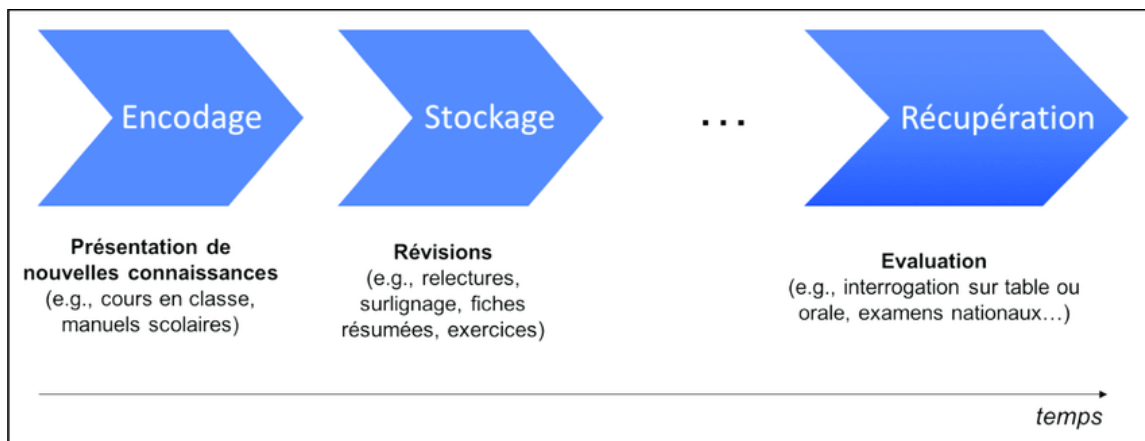 Encodage
Stockage
...
Récupération
Présentation de
nouvelles connaissances
(e.g., cours en classe,
manuels scolaires)
Révisions
(e.g., relectures,
surlignage, fiches
résumées, exercices)
Evaluation
(e.g., interrogation sur table ou
orale, examens nationaux…)
temps